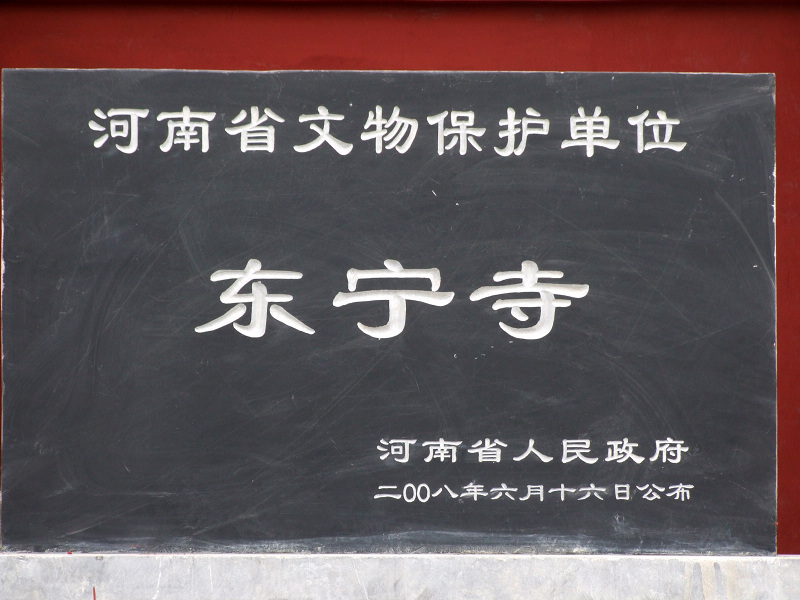 河南省文物保护单位
东宁寺
河南省人民政府
二00八年六月十六日公布